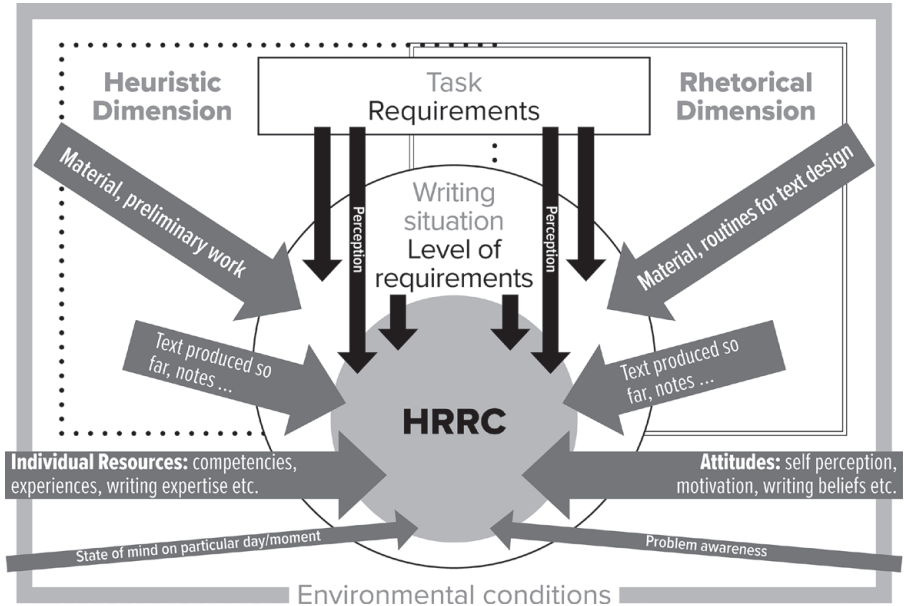 Heuristic
Dimension
Task
Requirements
Rhetorical
Dimension
Material, preliminary work
Material, routines for text design
Perception
Perception
Writing
situation
Level of
requirements
Text produced so
far, notes ...
Text produced so
far, notes ...
HRRC
Individual Resources: competencies,
experiences, writing expertise etc.
Attitudes: self perception,
motivation, writing beliefs etc.
State of mind on particular day/moment
Problem awareness
Environmental conditions